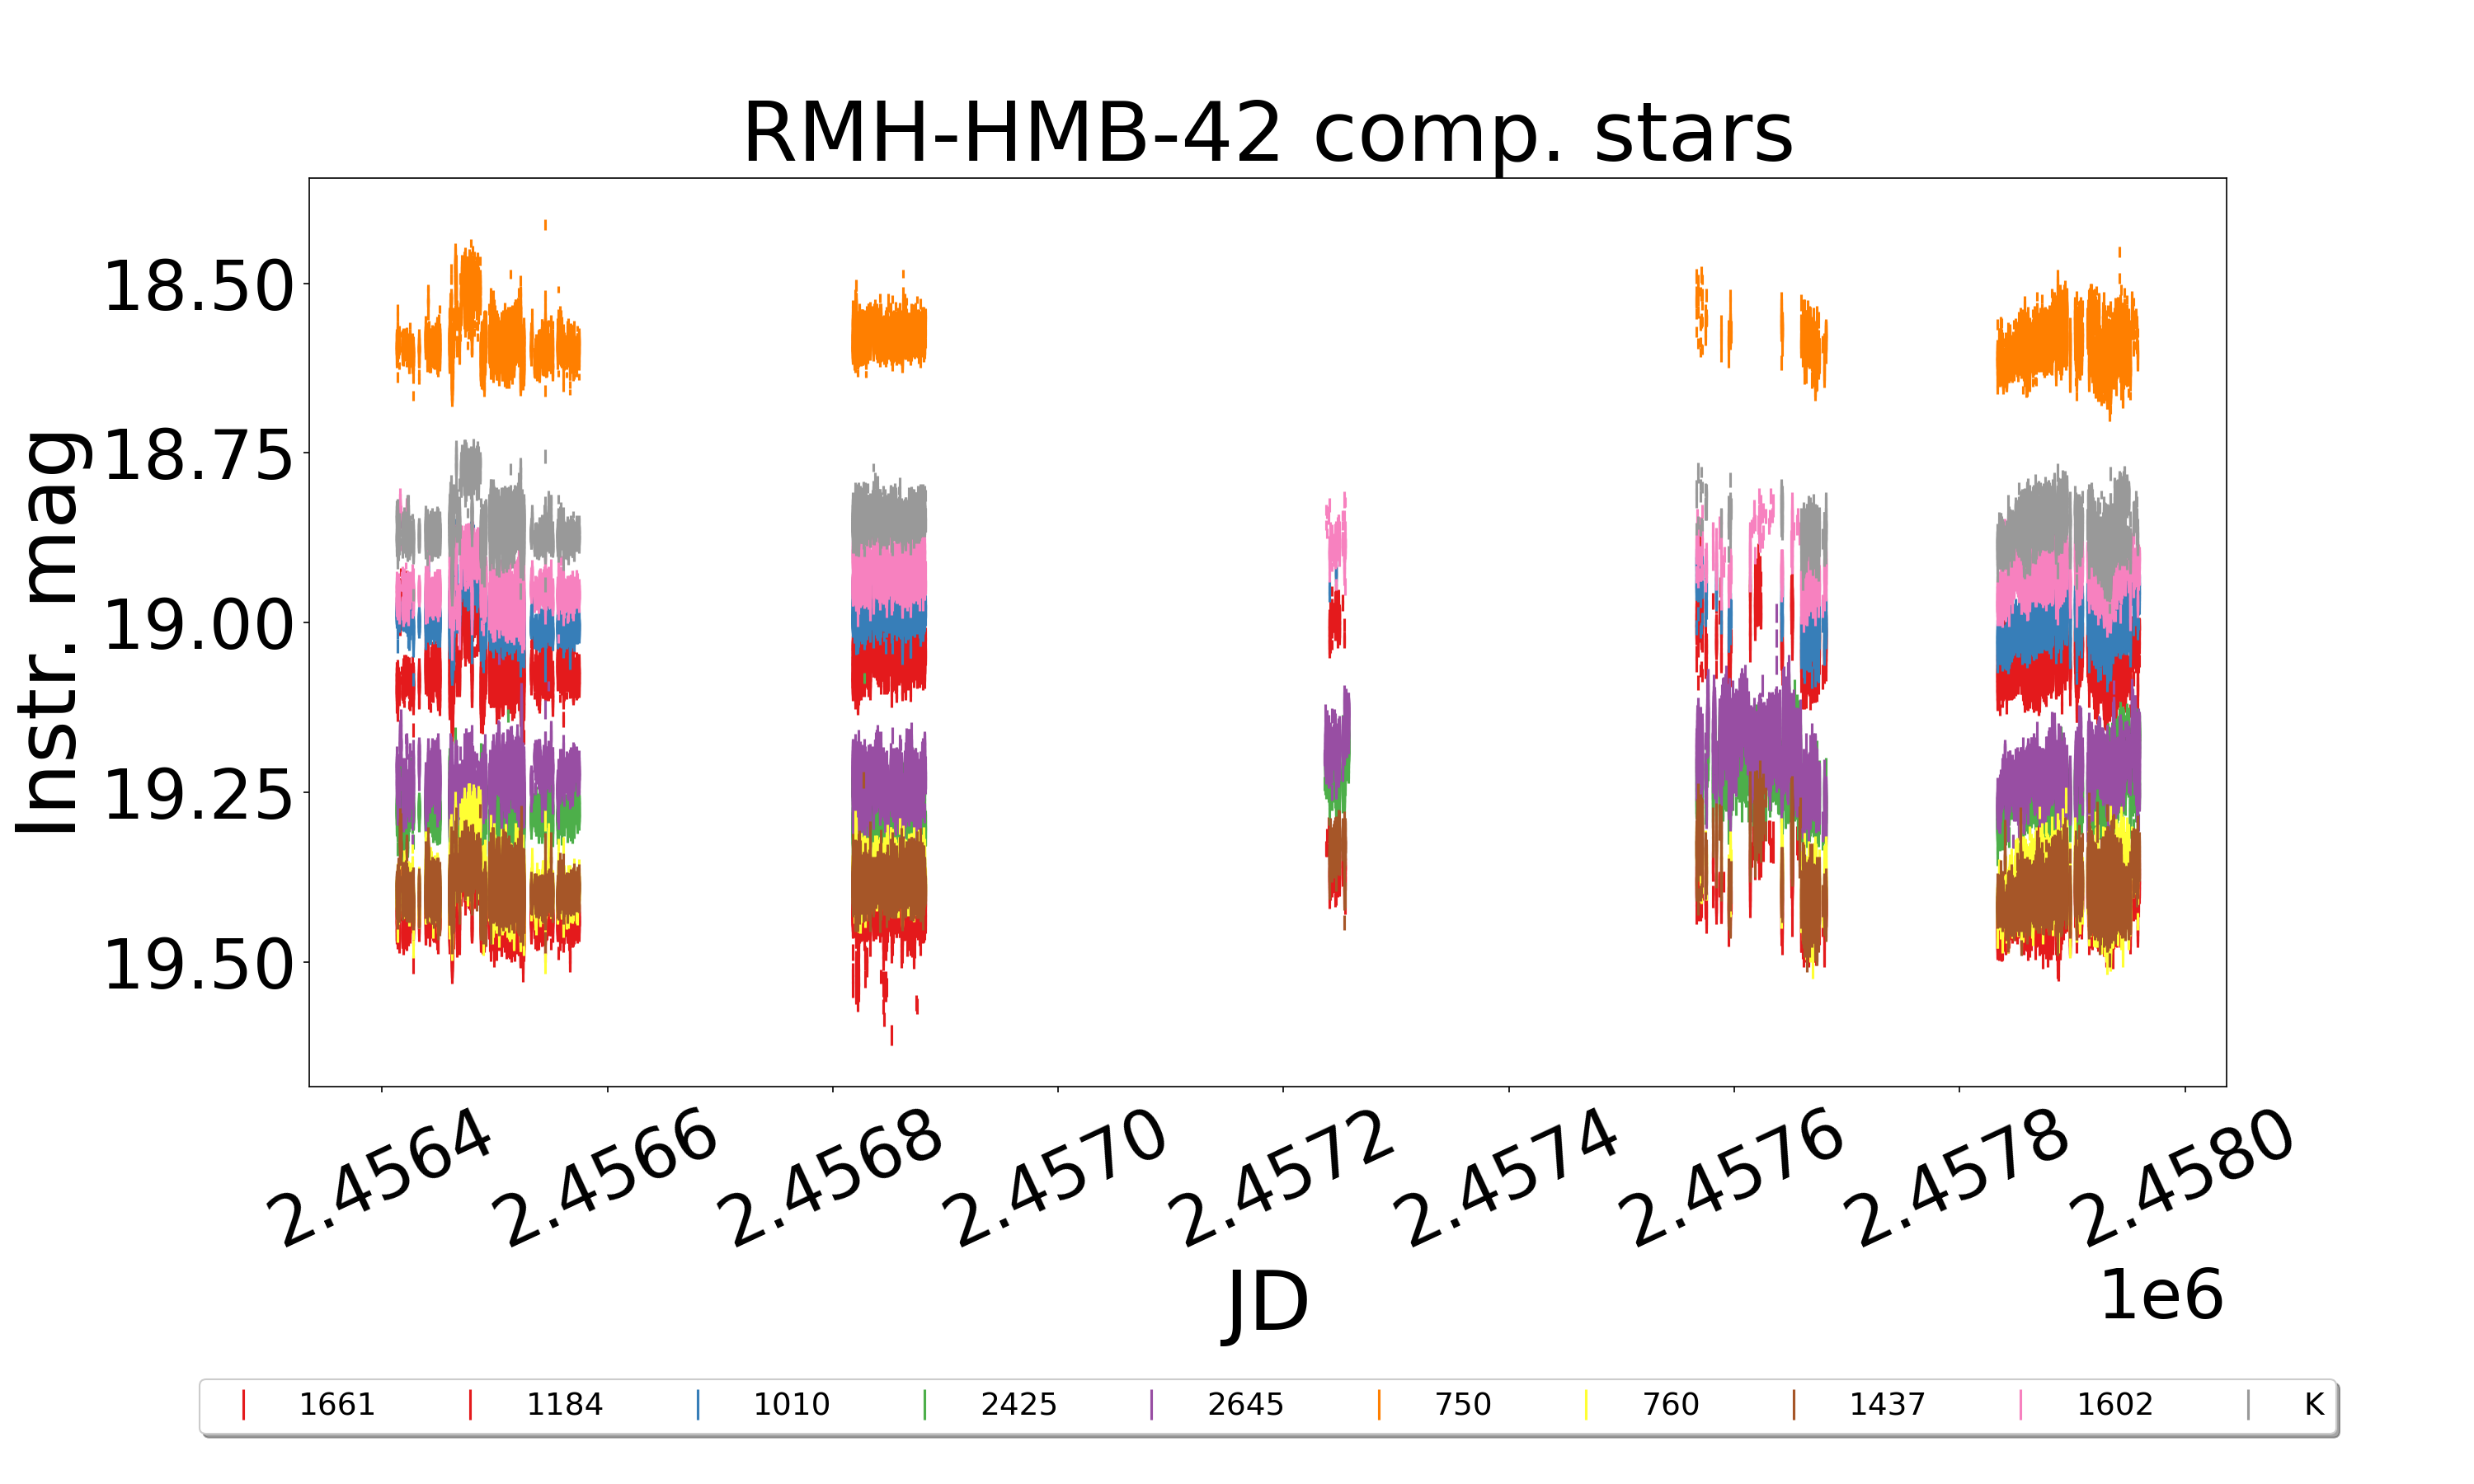 RMH-HMB-42 comp. stars
Instr. mag
18.50
18.75
19.00
19.25
19.50
2.4564 2.4566 2.4568 2.4570 2.4572 2.4574 2.4576 2.4578 2.4580
JD
1e6
1661 1184 1010 2425 2645 750 760 1437 1602 K